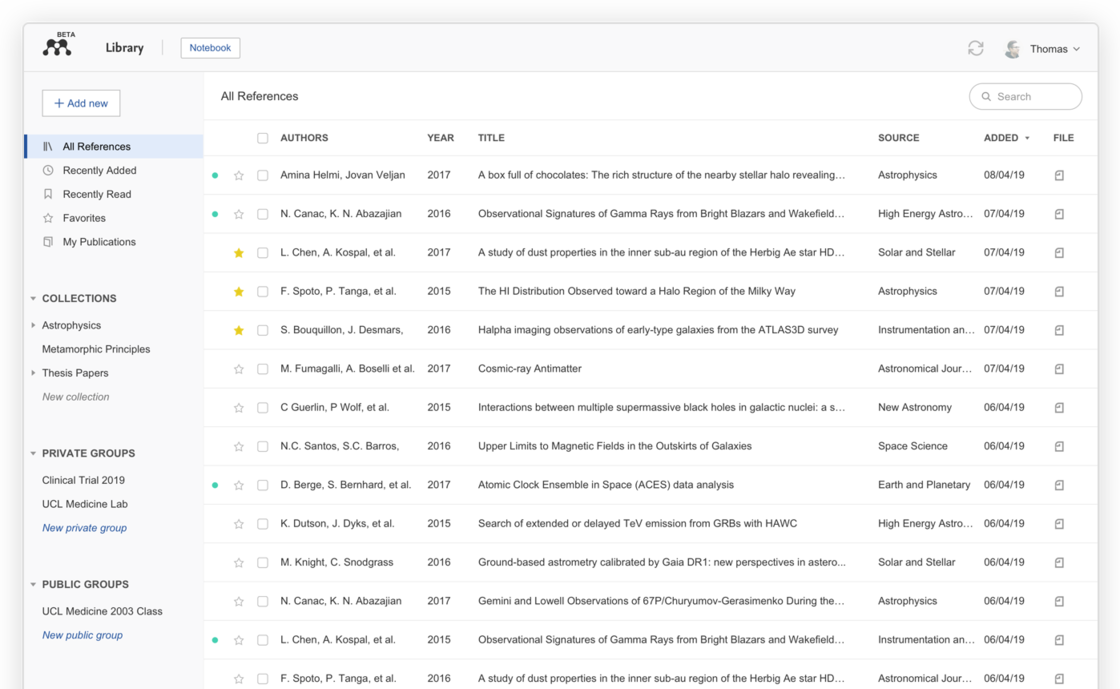 BETA
Library
Notebook
Thomas
+ Add new
All References
Recently Added
Recently Read
Favorites
My Publications
COLLECTIONS
Astrophysics
Metamorphic Principles
Thesis Papers
New collection
PRIVATE GROUPS
Clinical Trial 2019
UCL Medicine Lab
New private group
PUBLIC GROUPS
UCL Medicine 2003 Class
New public group
All References
Search
AUTHORS YEAR TITLE SOURCE ADDED FILE
Amina Helmi, Jovan Veljan 2017 A box full of chocolates: The rich structure of the nearby stellar halo revealing… Astrophysics 08/04/19
N. Canac, K. N. Abazajian 2016 Observational Signatures of Gamma Rays from Bright Blazars and Wakefield… High Energy Astro… 07/04/19
L. Chen, A. Kospal, et al. 2017 A study of dust properties in the inner sub-au region of the Herbig Ae star HD… Solar and Stellar 07/04/19
F. Spoto, P. Tanga, et al. 2015 The HI Distribution Observed toward a Halo Region of the Milky Way Astrophysics 07/04/19
S. Bouquillon, J. Desmars, 2016 Halpha imaging observations of early-type galaxies from the ATLAS3D survey Instrumentation an… 07/04/19
M. Fumagalli, A. Boselli et al. 2017 Cosmic-ray Antimatter Astronomical Jour… 07/04/19
C Guerlin, P Wolf, et al. 2015 Interactions between multiple supermassive black holes in galactic nuclei: a s… New Astronomy 06/04/19
N.C. Santos, S.C. Barros, 2016 Upper Limits to Magnetic Fields in the Outskirts of Galaxies Space Science 06/04/19
D. Berge, S. Bernhard, et al. 2017 Atomic Clock Ensemble in Space (ACES) data analysis Earth and Planetary 06/04/19
K. Dutson, J. Dyks, et al. 2015 Search of extended or delayed TeV emission from GRBs with HAWC High Energy Astro… 06/04/19
M. Knight, C. Snodgrass 2016 Ground-based astrometry calibrated by Gaia DR1: new perspectives in astero... Solar and Stellar 06/04/19
N. Canac, K. N. Abazajian 2017 Gemini and Lowell Observations of 67P/Churyumov-Gerasimenko During the… Astrophysics 06/04/19
L. Chen, A. Kospal, et al. 2015 Observational Signatures of Gamma Rays from Bright Blazars and Wakefield… Instrumentation an… 06/04/19
F. Spoto, P. Tanga, et al. 2016 A study of dust properties in the inner sub-au region of the Herbig Ae star HD… Astronomical Jour… 06/04/19